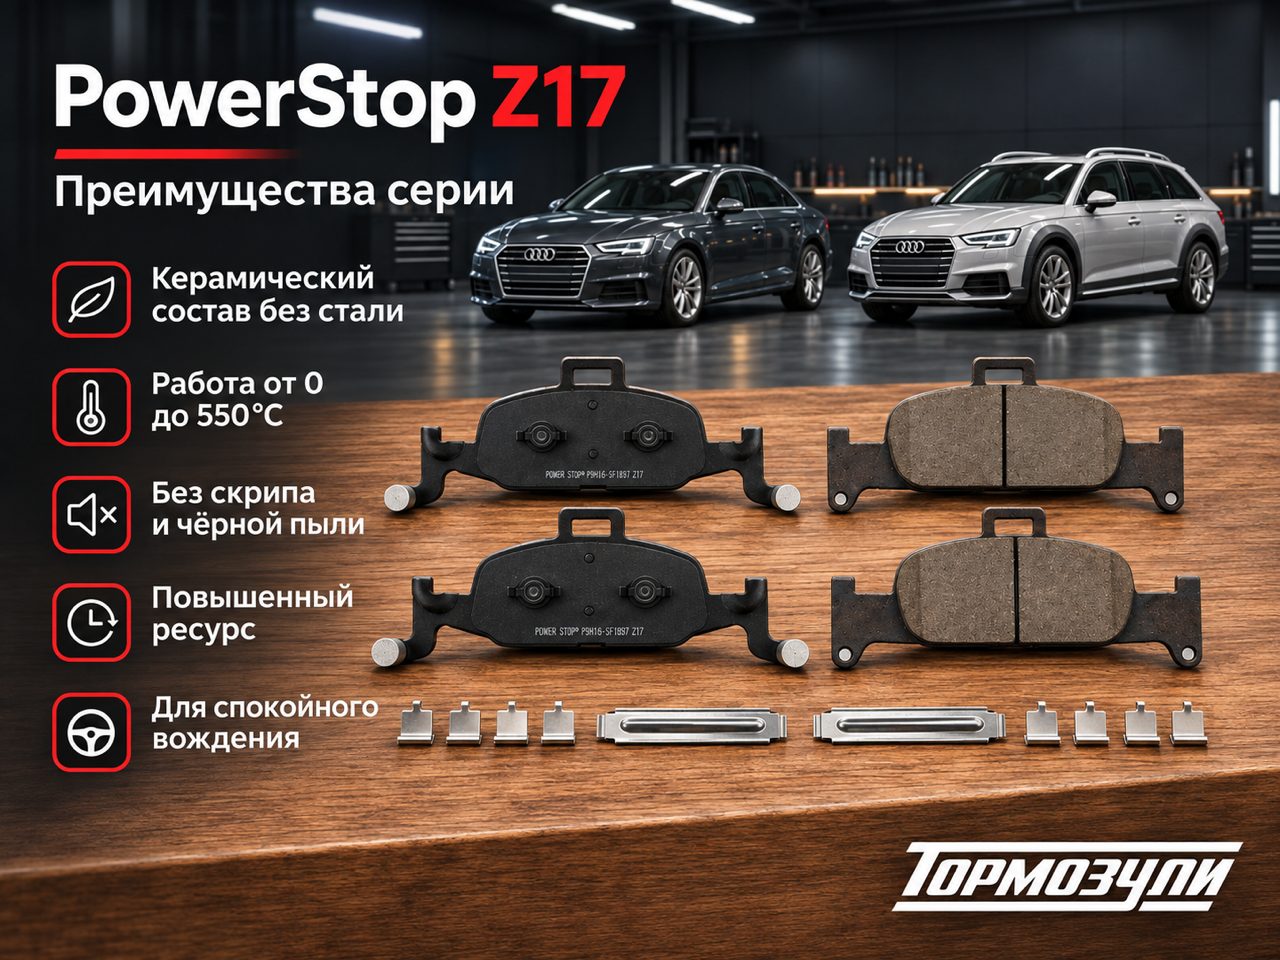 PowerStop Z17
Преимущества серии
Керамический
состав без стали
Работа от 0
до 550°C
Без скрипа
и чёрной пыли
Повышенный
ресурс
Для спокойного
вождения
POWER STOP® P9H16-SF1897 Z17
POWER STOP® P9H16-SF1897 Z17
ТОРМОЗУЛИ